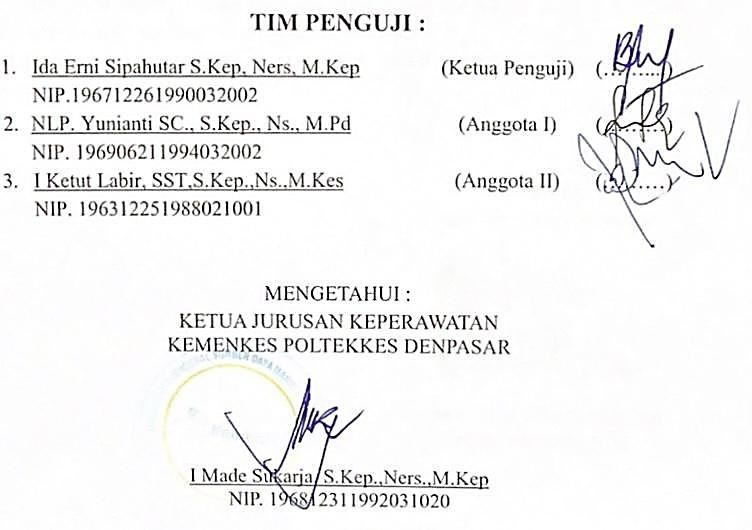 TIM PENGUJI :
1. Ida Erni Sipahutar S.Kep, Ners, M.Kep (Ketua Penguji) (............)
NIP.196712261990032002
2. NLP. Yunianti SC., S.Kep., Ns., M.Pd (Anggota I) (............)
NIP. 196906211994032002
3. I Ketut Labir, SST,S.Kep.,Ns.,M.Kes (Anggota II) (............)
NIP. 196312251988021001
MENGETAHUI :
KETUA JURUSAN KEPERAWATAN
KEMENKES POLTEKKES DENPASAR
SUMBER DAYA
I Made Sukarja, S.Kep.,Ners.,M.Kep
NIP. 196812311992031020